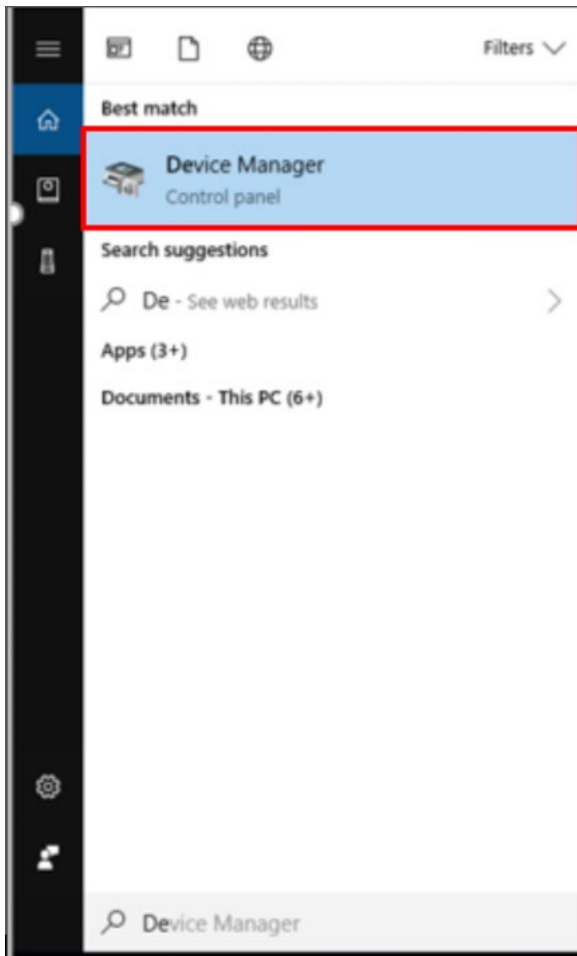 Filters
Best match
Device Manager
Control panel
Search suggestions
De - See web results
Apps (3+)
Documents - This PC (6+)
Device Manager